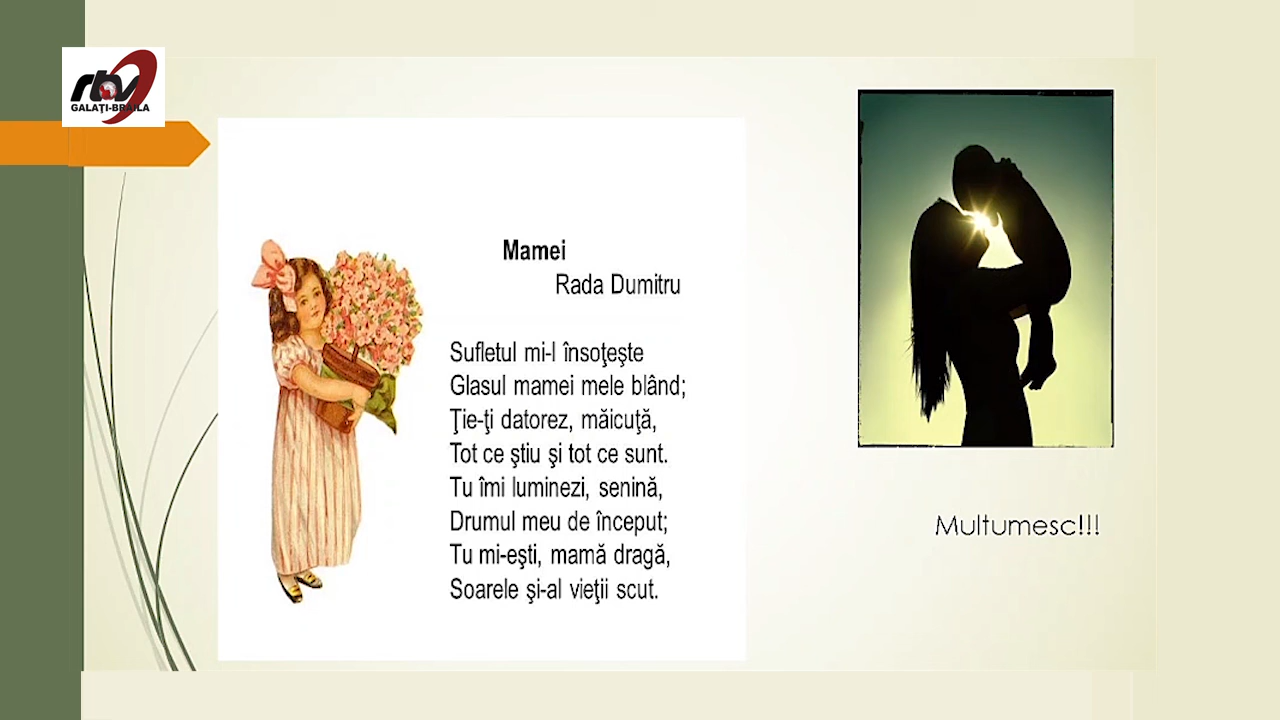 rtv
GALAŢI-BRAILA
Mamei
Rada Dumitru
Sufletul mi-l însoţeşte
Glasul mamei mele blând;
Ţie-ţi datorez, măicuţă,
Tot ce ştiu şi tot ce sunt.
Tu îmi luminezi, senină,
Drumul meu de început;
Tu mi-eşti, mamă dragă,
Soarele şi-al vieţii scut.
Multumesc!!!